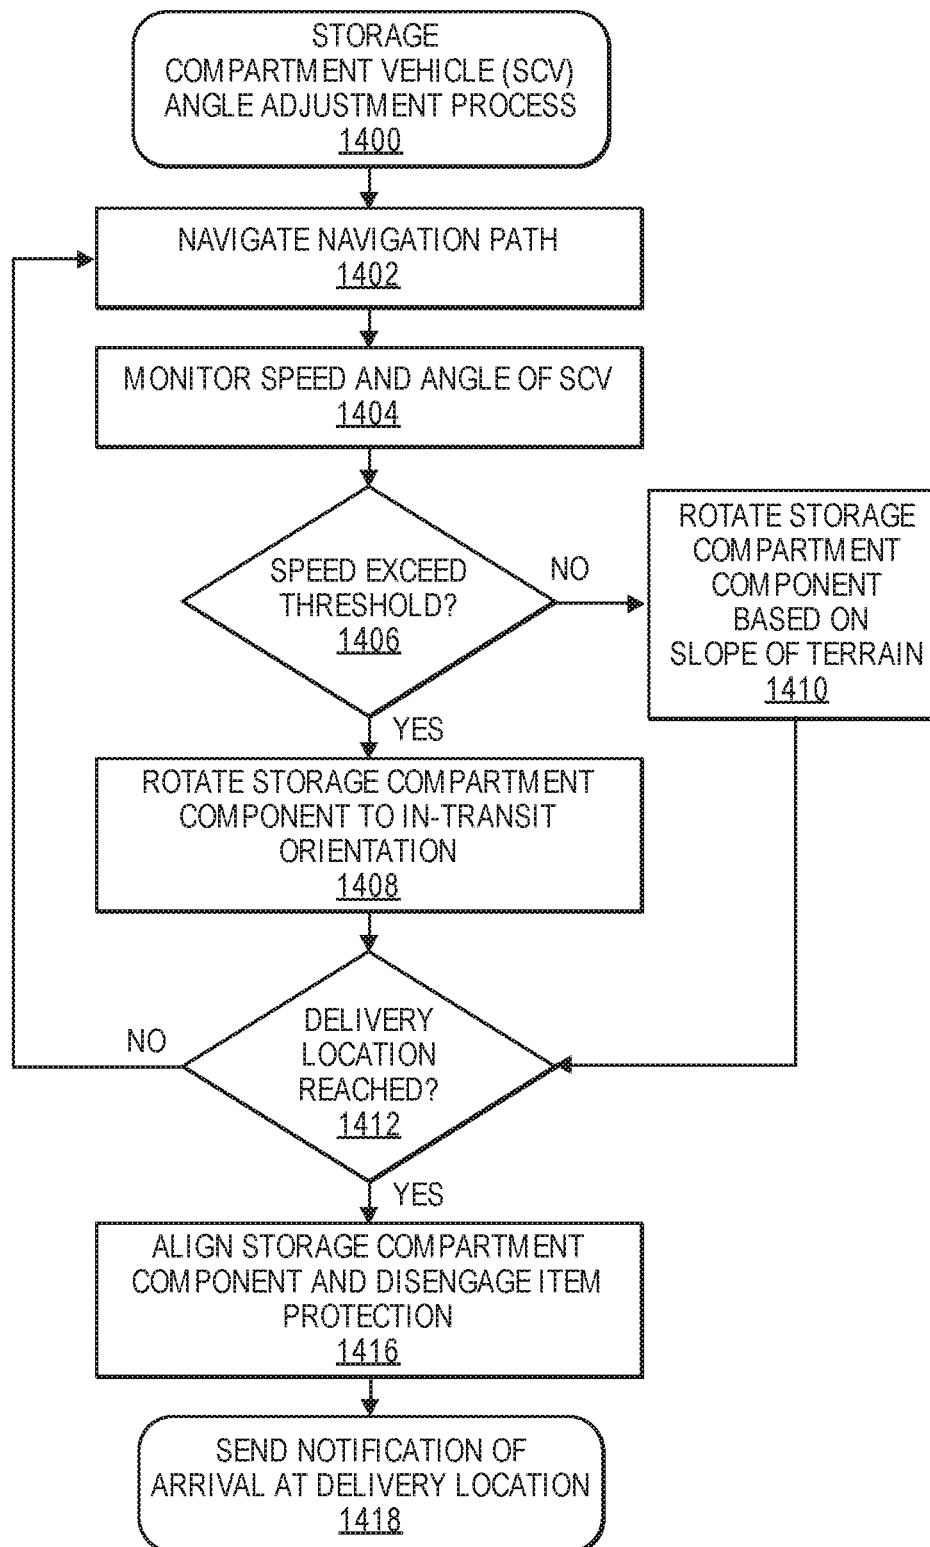 STORAGE
COMPARTMENT VEHICLE (SCV)
ANGLE ADJUSTMENT PROCESS
1400
NAVIGATE NAVIGATION PATH
1402
MONITOR SPEED AND ANGLE OF SCV
1404
SPEED EXCEED
THRESHOLD?
1406
NO
ROTATE STORAGE
COMPARTMENT
COMPONENT
BASED ON
SLOPE OF TERRAIN
1410
YES
ROTATE STORAGE COMPARTMENT
COMPONENT TO IN-TRANSIT
ORIENTATION
1408
NO
DELIVERY
LOCATION
REACHED?
1412
YES
ALIGN STORAGE COMPARTMENT
COMPONENT AND DISENGAGE ITEM
PROTECTION
1416
SEND NOTIFICATION OF
ARRIVAL AT DELIVERY LOCATION
1418